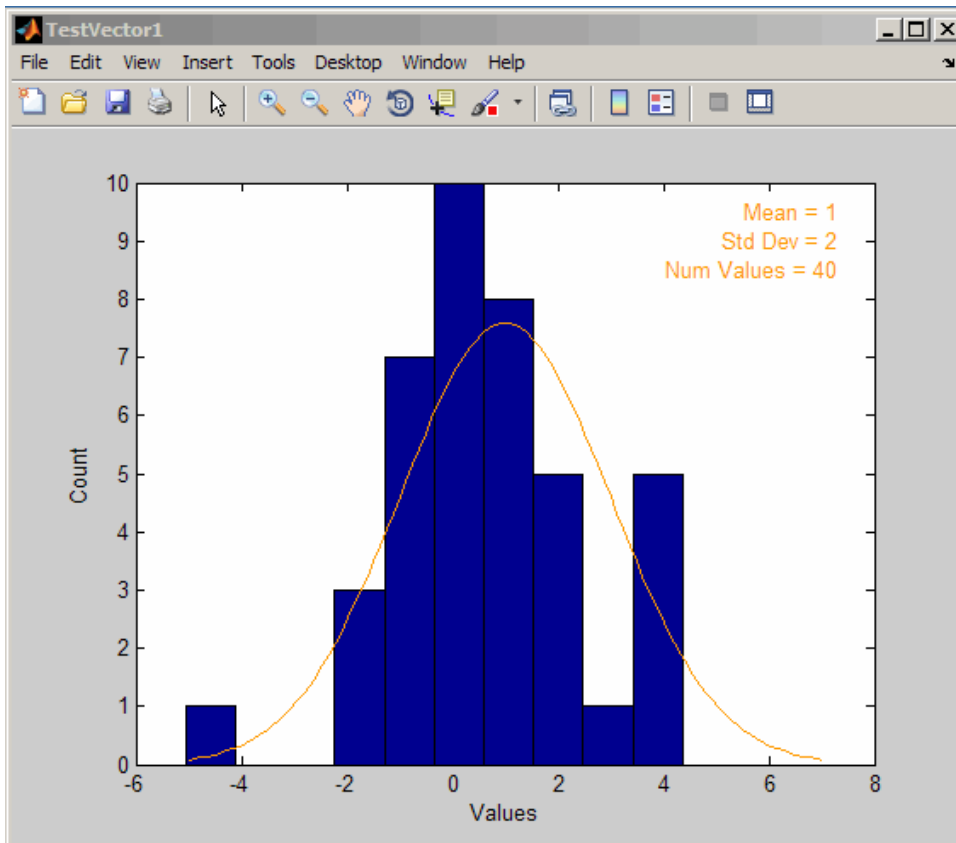 TestVector1
File Edit View Insert Tools Desktop Window Help
Mean = 1
Std Dev = 2
Num Values = 40
10
9
8
7
6
5
4
3
2
1
0
Count
-6 -4 -2 0 2 4 6 8
Values